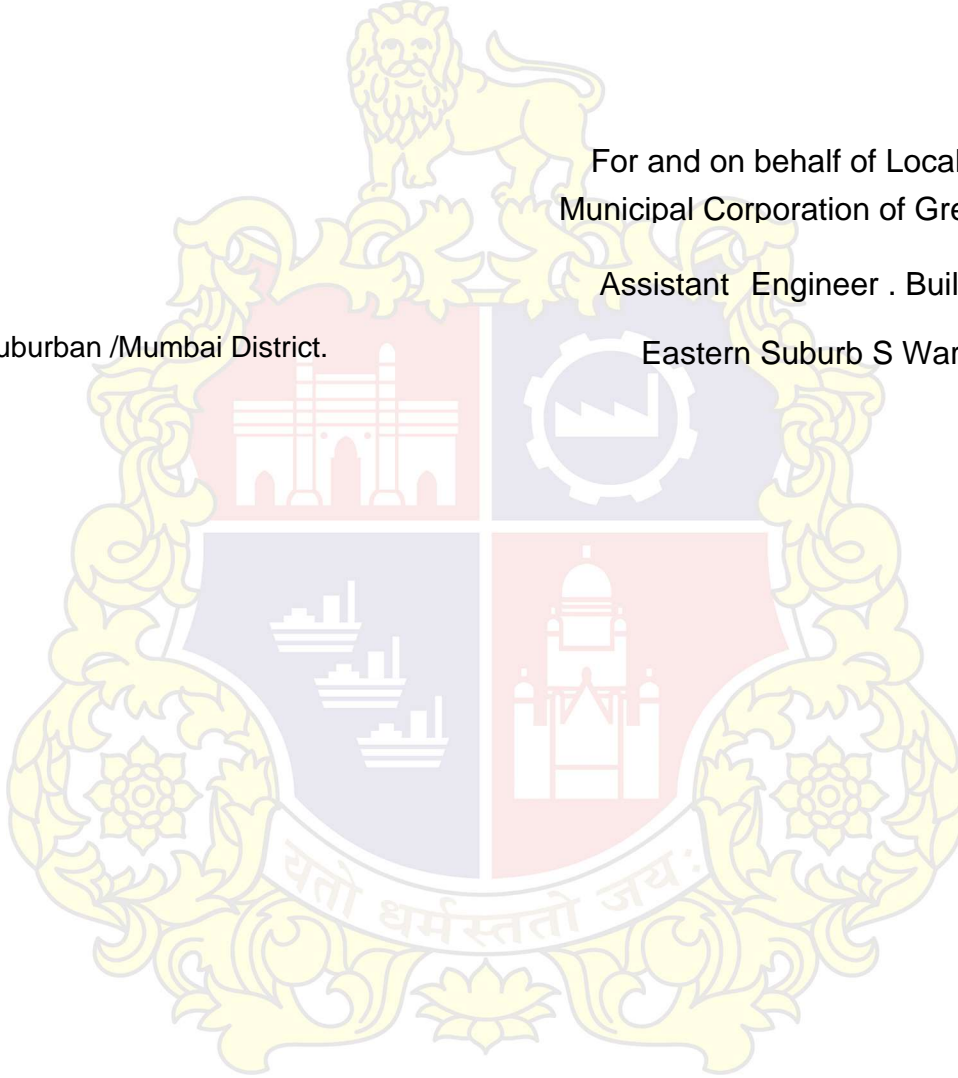 For and on behalf of Local
Municipal Corporation of Gre
Assistant Engineer . Buil
uburban /Mumbai District.
Eastern Suburb S War
यतो धर्मस्ततो जय: